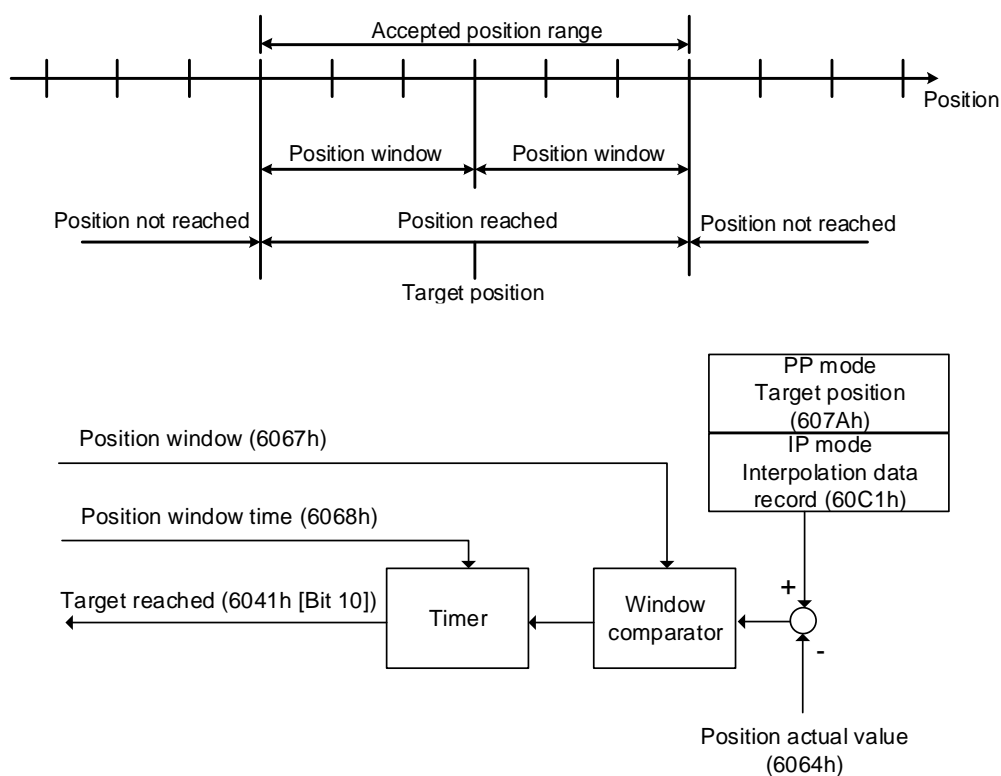 Accepted position range
Position
Position window
Position window
Position not reached
Position reached
Position not reached
Target position
PP mode
Target position
(607Ah)
IP mode
Interpolation data
record (60C1h)
Position window (6067h)
Position window time (6068h)
Target reached (6041h [Bit 10])
Timer
Window
comparator
+
-
Position actual value
(6064h)